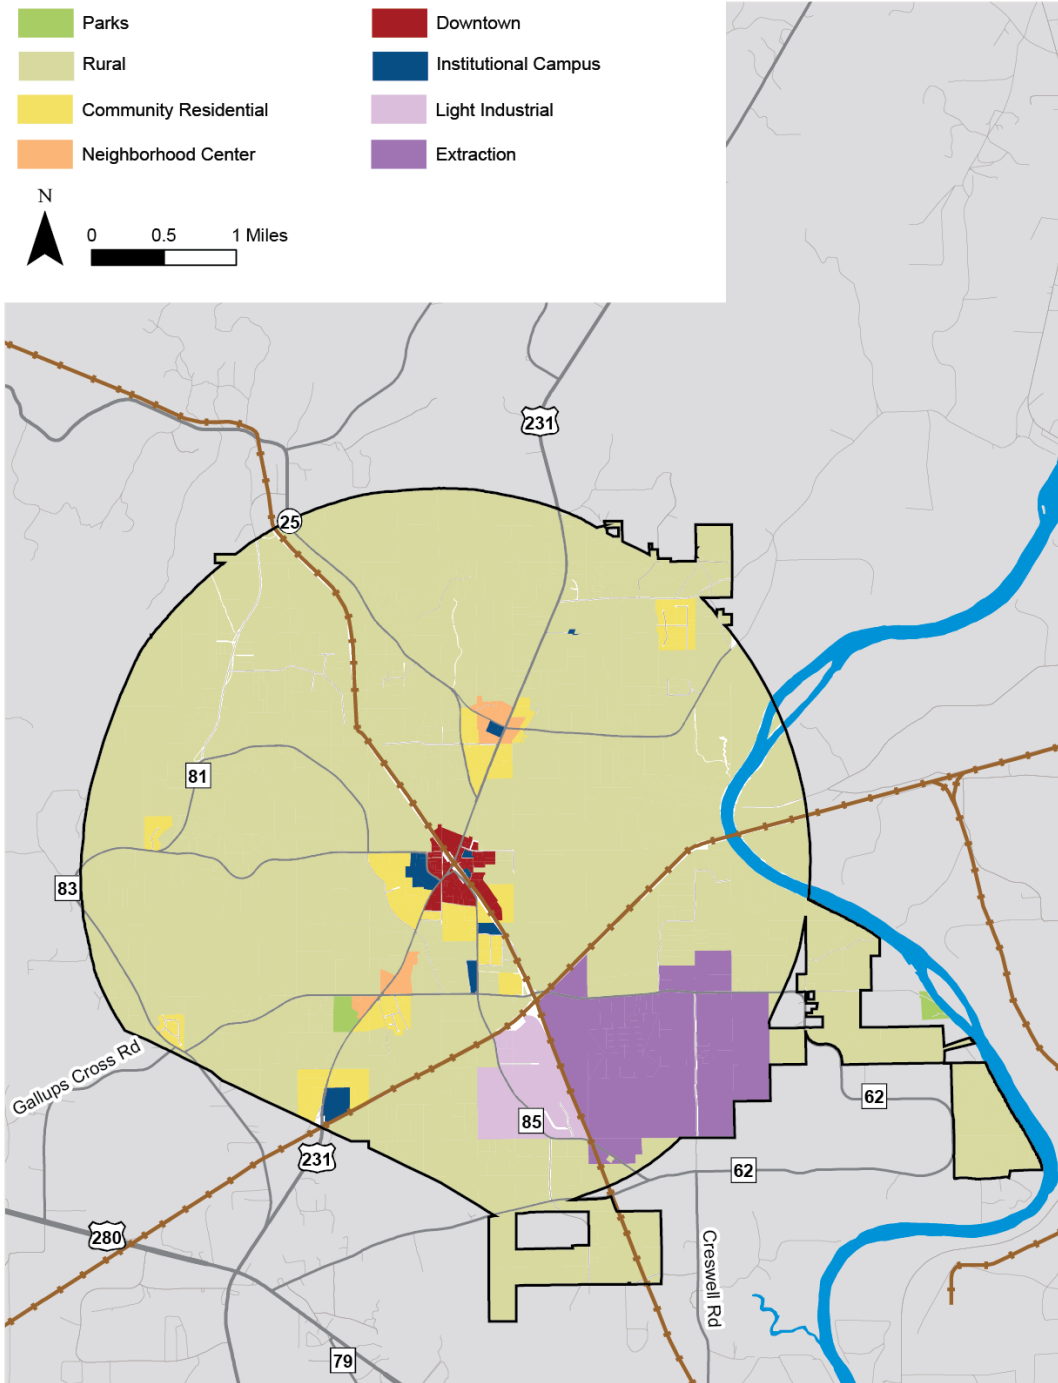 Parks
Rural
Community Residential
Neighborhood Center
Downtown
Institutional Campus
Light Industrial
Extraction
N
0 0.5 1 Miles
231
25
81
83
Gallups Cross Rd
85
62
231
62
280
Creswell Rd
79